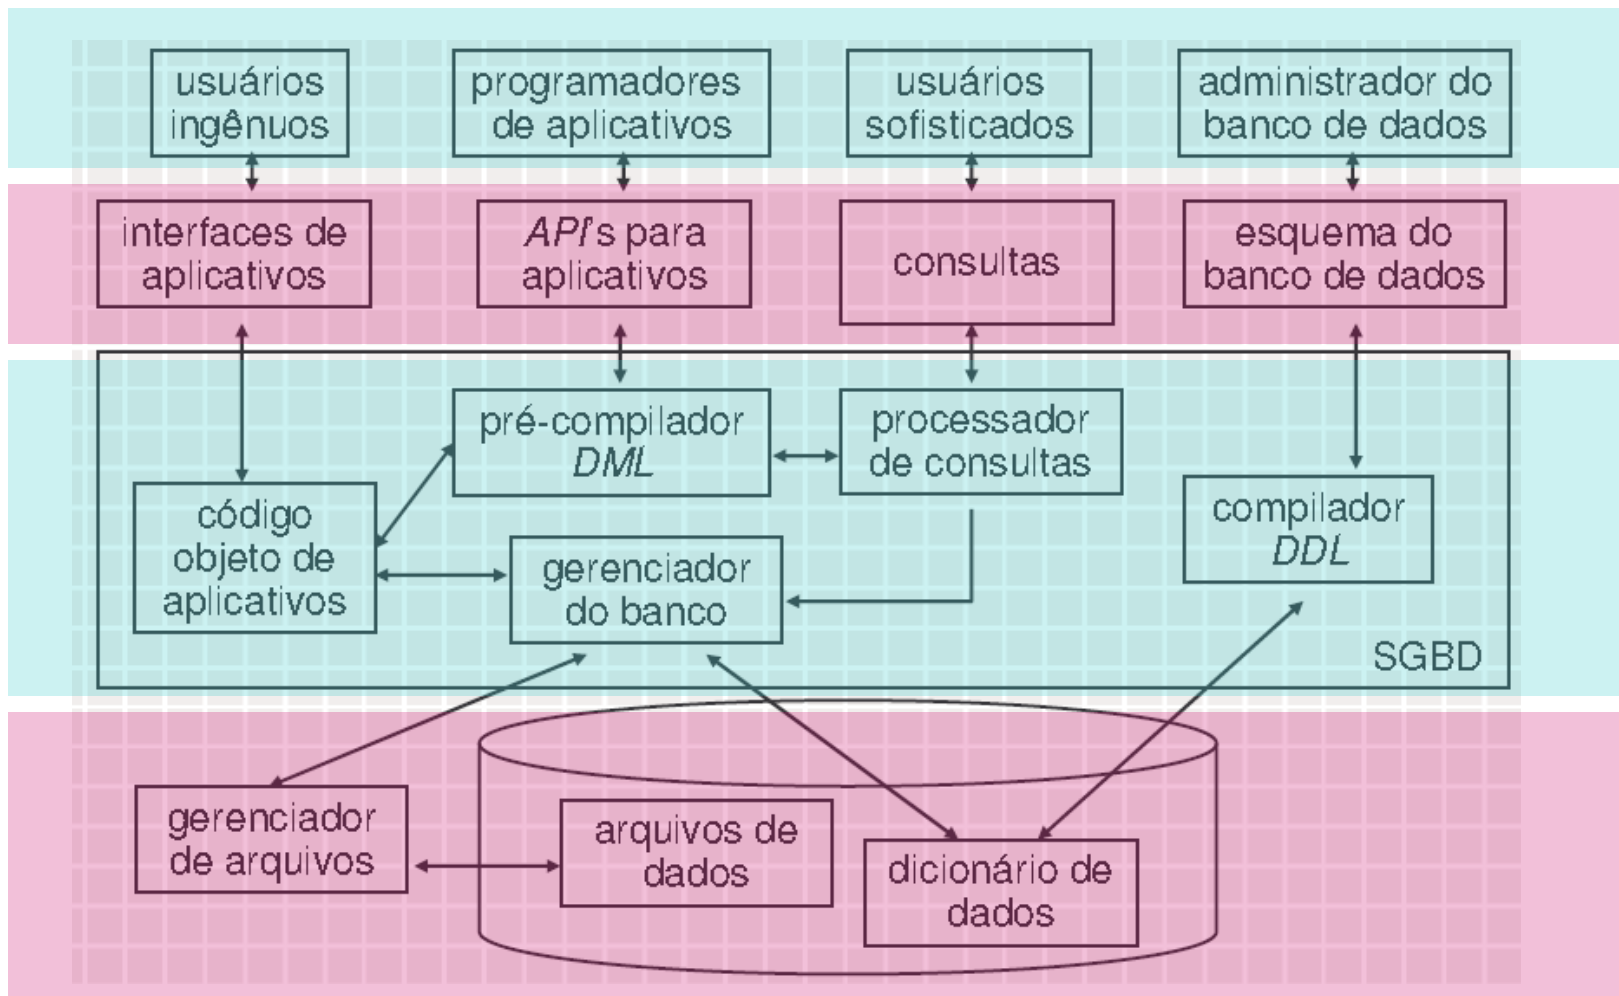 usuários
ingênuos
programadores
de aplicativos
usuários
sofisticados
administrador do
banco de dados
interfaces de
aplicativos
API's para
aplicativos
consultas
esquema do
banco de dados
pré-compilador
DML
processador
de consultas
código
objeto de
aplicativos
compilador
DDL
gerenciador
do banco
SGBD
gerenciador
de arquivos
arquivos de
dados
dicionário de
dados